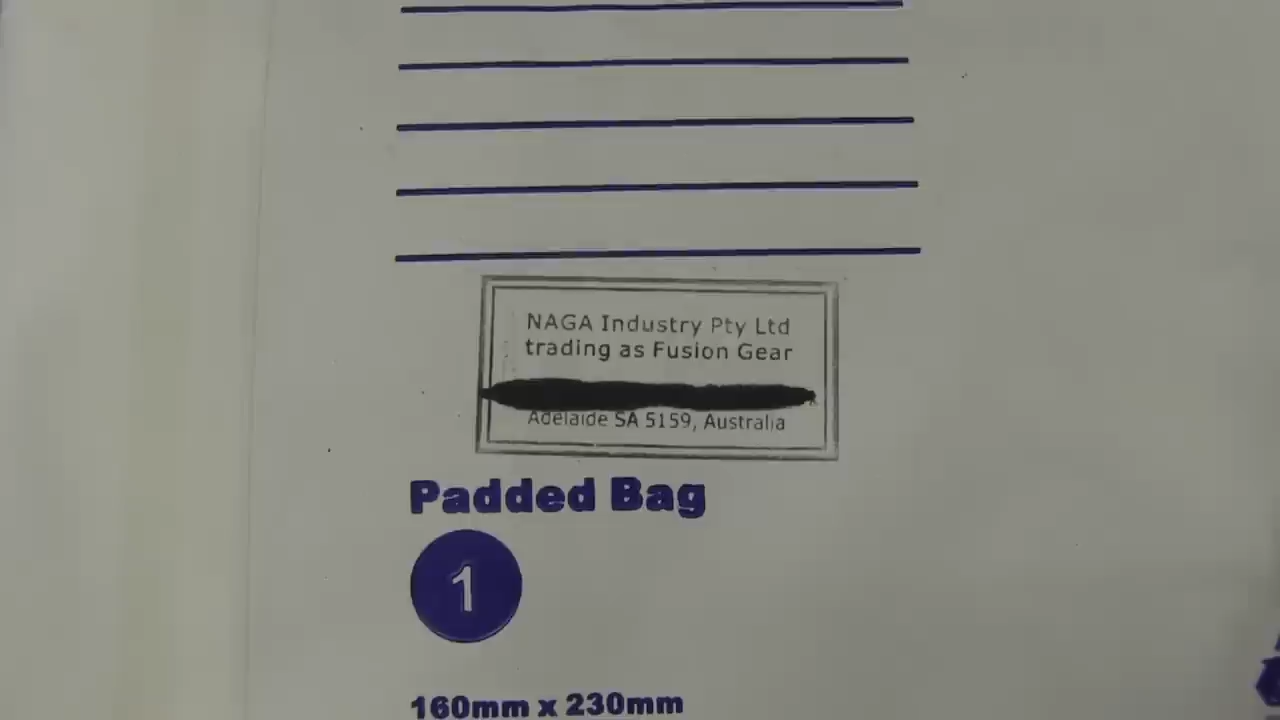 NAGA Industry Pty Ltd
trading as Fusion Gear
Adelaide SA 5159, Australia
Padded Bag
1
160mm x 230mm